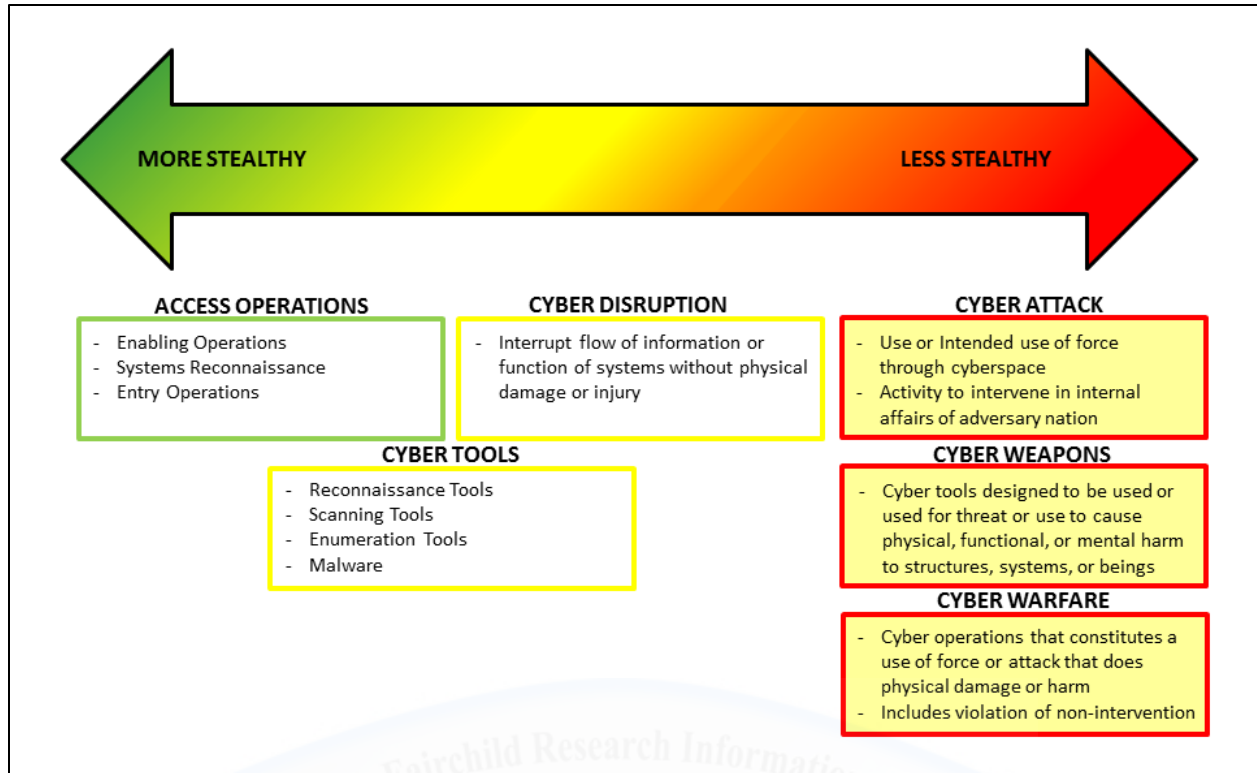 MORE STEALTHY
LESS STEALTHY
ACCESS OPERATIONS
- Enabling Operations
- Systems Reconnaissance
- Entry Operations
CYBER DISRUPTION
- Interrupt flow of information or
function of systems without physical
damage or injury
CYBER ATTACK
- Use or Intended use of force
through cyberspace
- Activity to intervene in internal
affairs of adversary nation
CYBER TOOLS
- Reconnaissance Tools
- Scanning Tools
- Enumeration Tools
- Malware
CYBER WEAPONS
- Cyber tools designed to be used or
used for threat or use to cause
physical, functional, or mental harm
to structures, systems, or beings
CYBER WARFARE
- Cyber operations that constitutes a
use of force or attack that does
physical damage or harm
- Includes violation of non-intervention
Fairchild Research